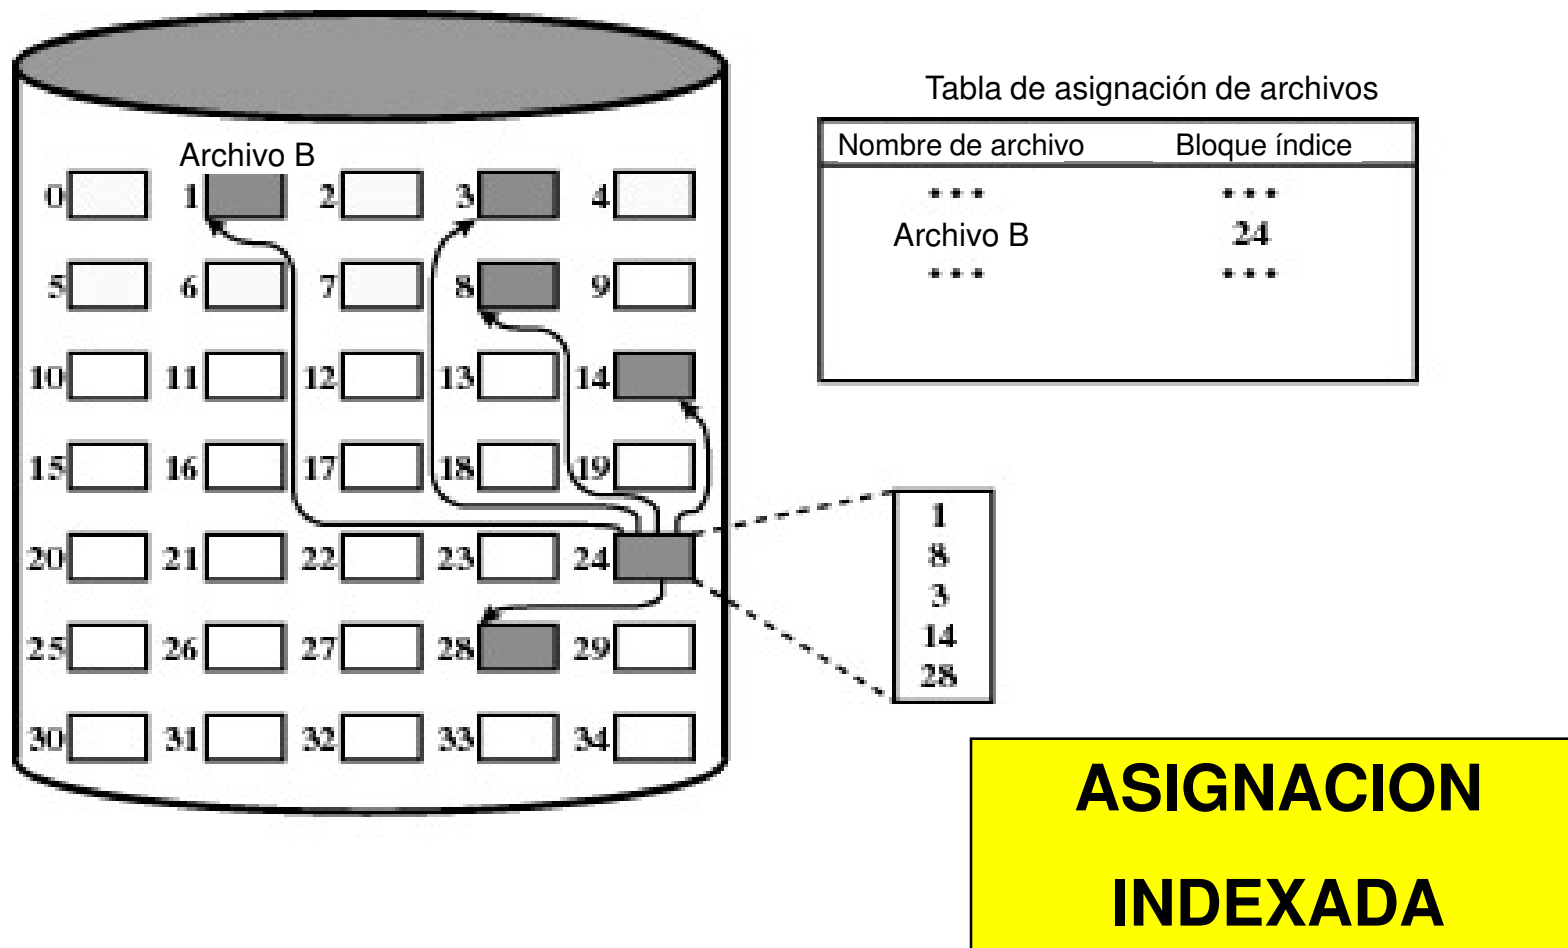 Archivo B
0 1 2 3 4
5 6 7 8 9
10 11 12 13 14
15 16 17 18 19
20 21 22 23 24
25 26 27 28 29
30 31 32 33 34
Tabla de asignación de archivos
Nombre de archivo Bloque índice
• • • • • •
Archivo B 24
• • • • • •
1
8
3
14
28
ASIGNACION
INDEXADA